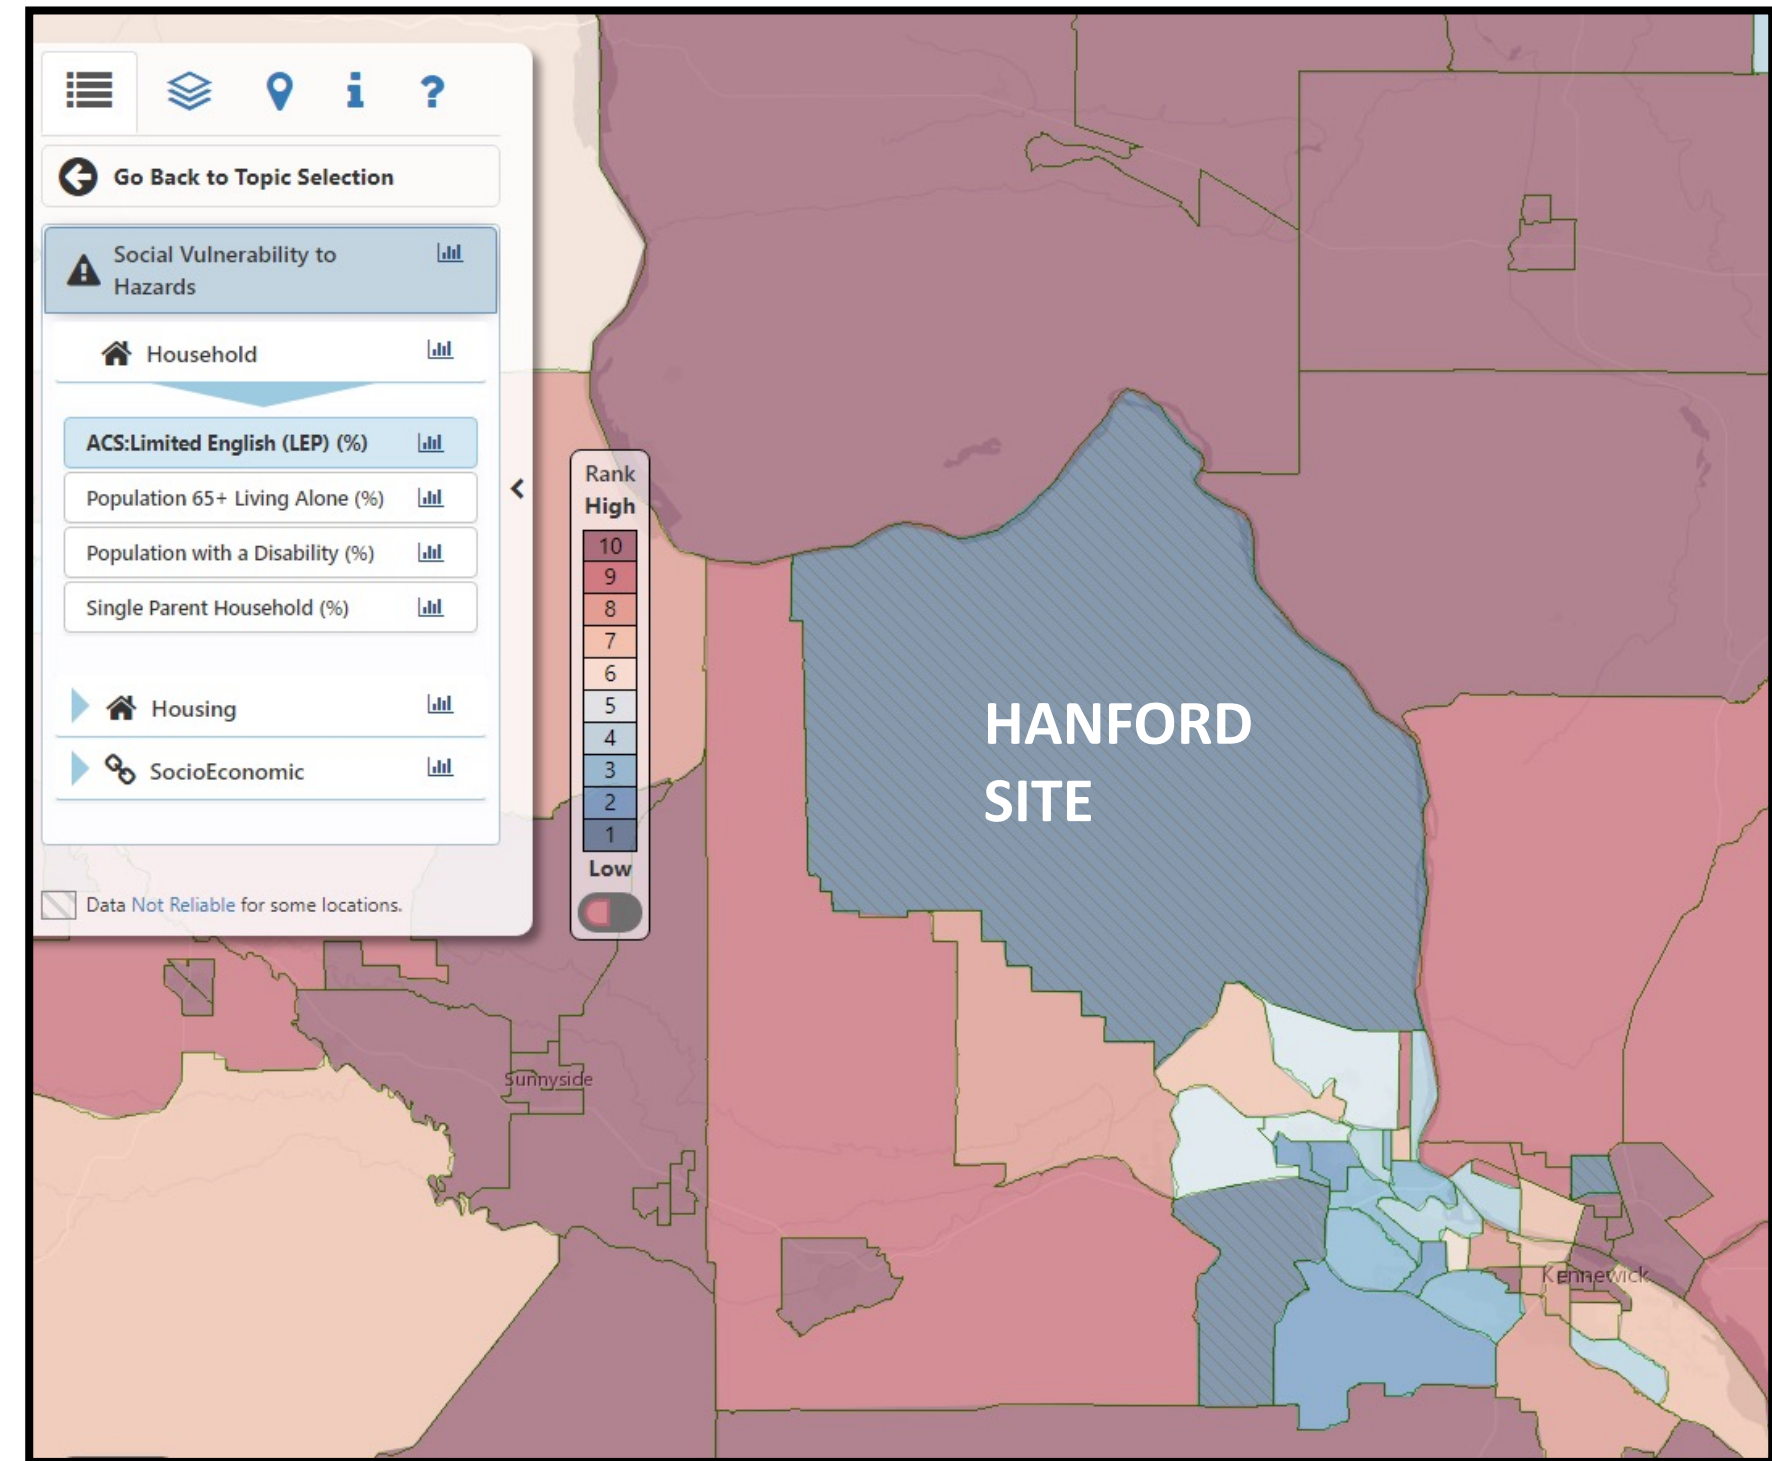 Go Back to Topic Selection
Social Vulnerability to
Hazards
Household
ACS:Limited English (LEP) (%)
Population 65+ Living Alone (%)
Population with a Disability (%)
Single Parent Household (%)
Housing
SocioEconomic
Data Not Reliable for some locations.
Rank
High
10
9
8
7
6
5
4
3
2
1
Low
HANFORD
SITE
Sunnyside
Kennewick